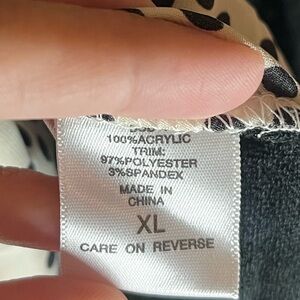 100%ACRYLIC
TRIM:
97%POLYESTER
3%SPANDEX
MADE IN
CHINA
XL
CARE ON REVERSE